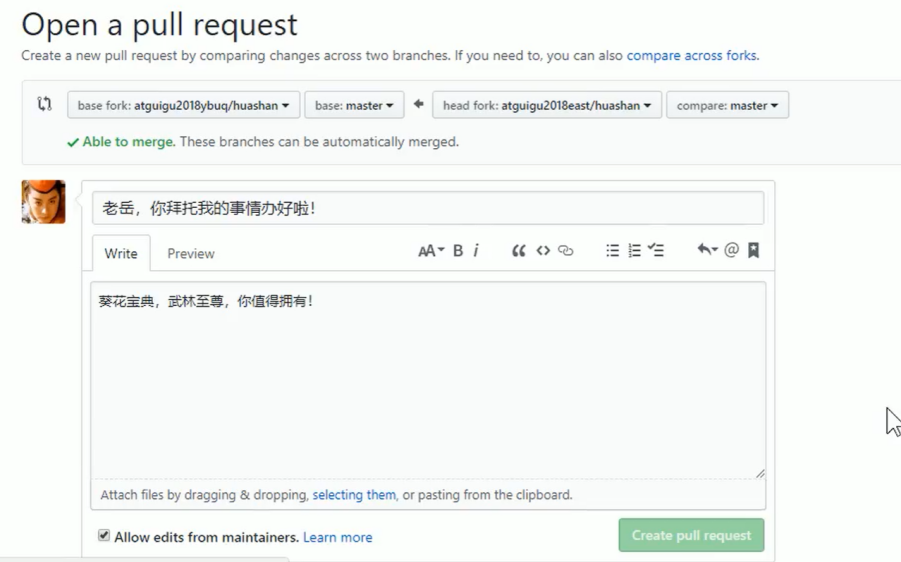 Open a pull request
Create a new pull request by comparing changes across two branches. If you need to, you can also compare across forks.
base fork: atguigu2018ybuq/huashan base: master head fork: atguigu2018east/huashan compare: master
Able to merge. These branches can be automatically merged.
老岳，你拜托我的事情办好啦！
Write Preview AA B i @
葵花宝典，武林至尊，你值得拥有！
Attach files by dragging & dropping, selecting them, or pasting from the clipboard.
Allow edits from maintainers. Learn more Create pull request